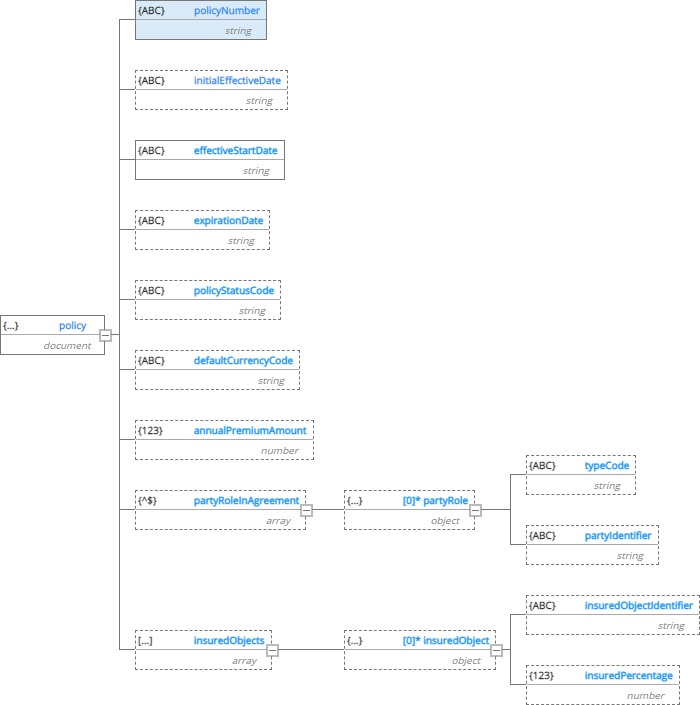 {ABC} policyNumber
string
{ABC} initialEffectiveDate
string
{ABC} effectiveStartDate
string
{ABC} expirationDate
string
{ABC} policyStatusCode
string
{...} policy
document
{ABC} defaultCurrencyCode
string
{123} annualPremiumAmount
number
{^$} partyRoleInAgreement
array
{...} [0]* partyRole
object
{ABC} typeCode
string
{ABC} partyIdentifier
string
[...] insuredObjects
array
{...} [0]* insuredObject
object
{ABC} insuredObjectIdentifier
string
{123} insuredPercentage
number